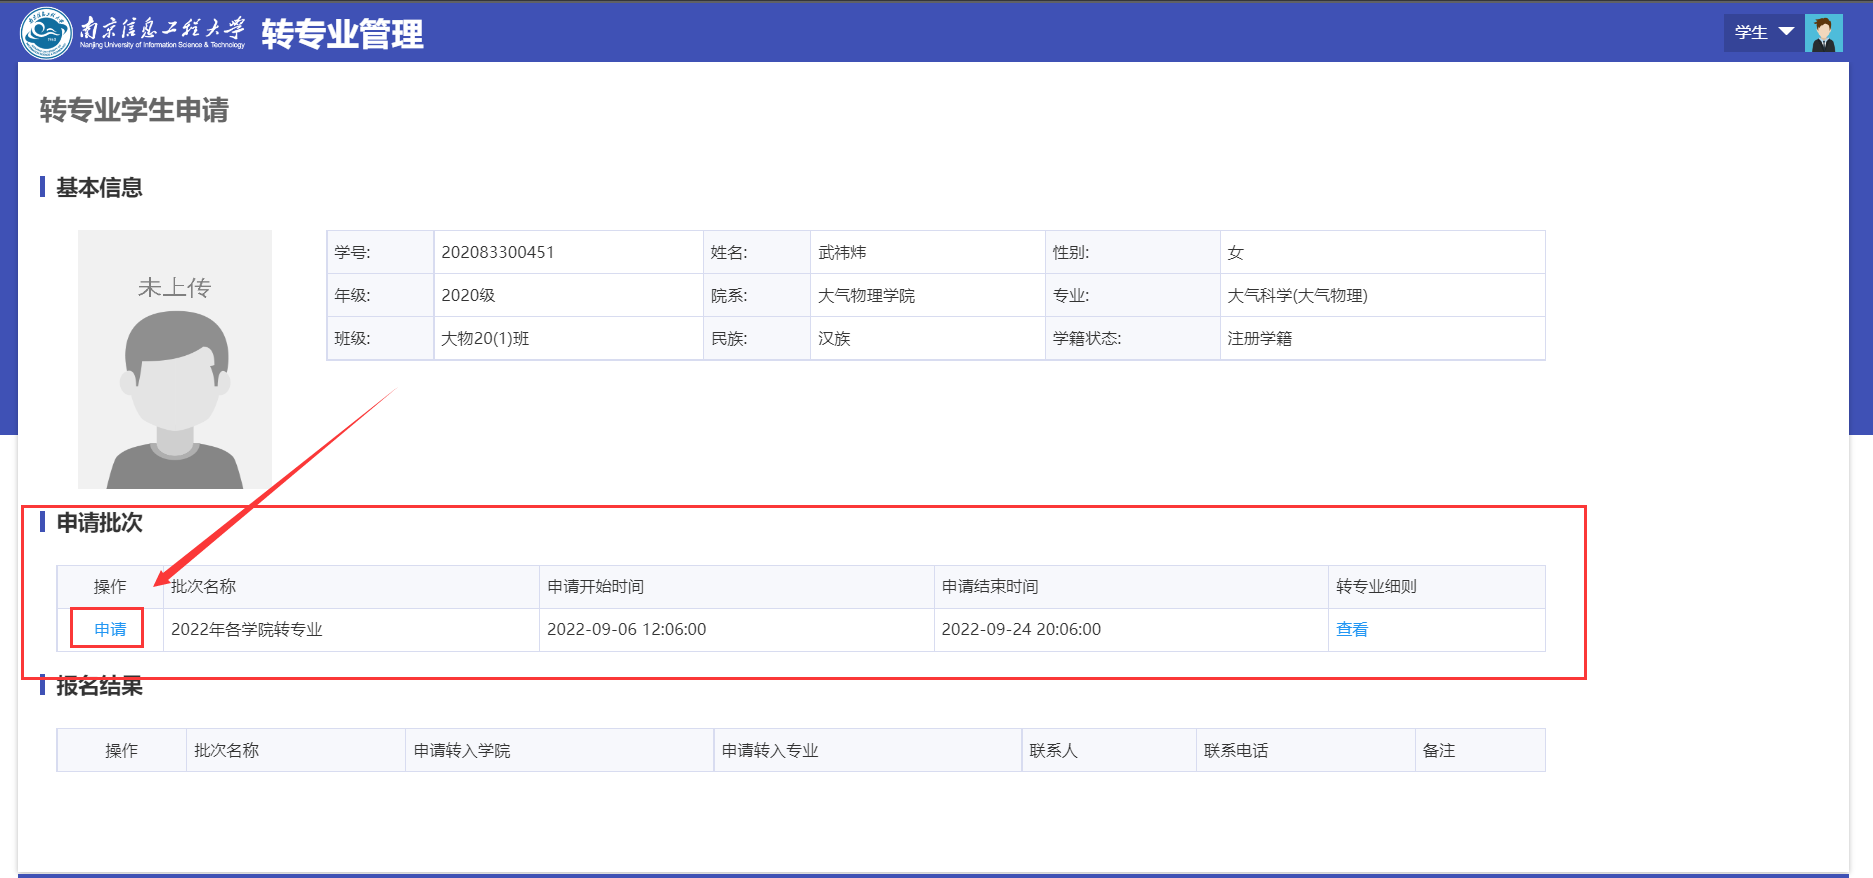 南京信息工程大学
Nanjing University of Information Science & Technology
转专业管理
学生
转专业学生申请
基本信息
未上传
学号: 202083300451 姓名: 武祎炜 性别: 女
年级: 2020级 院系: 大气物理学院 专业: 大气科学(大气物理)
班级: 大物20(1)班 民族: 汉族 学籍状态: 注册学籍
申请批次
操作 批次名称 申请开始时间 申请结束时间 转专业细则
申请 2022年各学院转专业 2022-09-06 12:06:00 2022-09-24 20:06:00 查看
报名结果
操作 批次名称 申请转入学院 申请转入专业 联系人 联系电话 备注